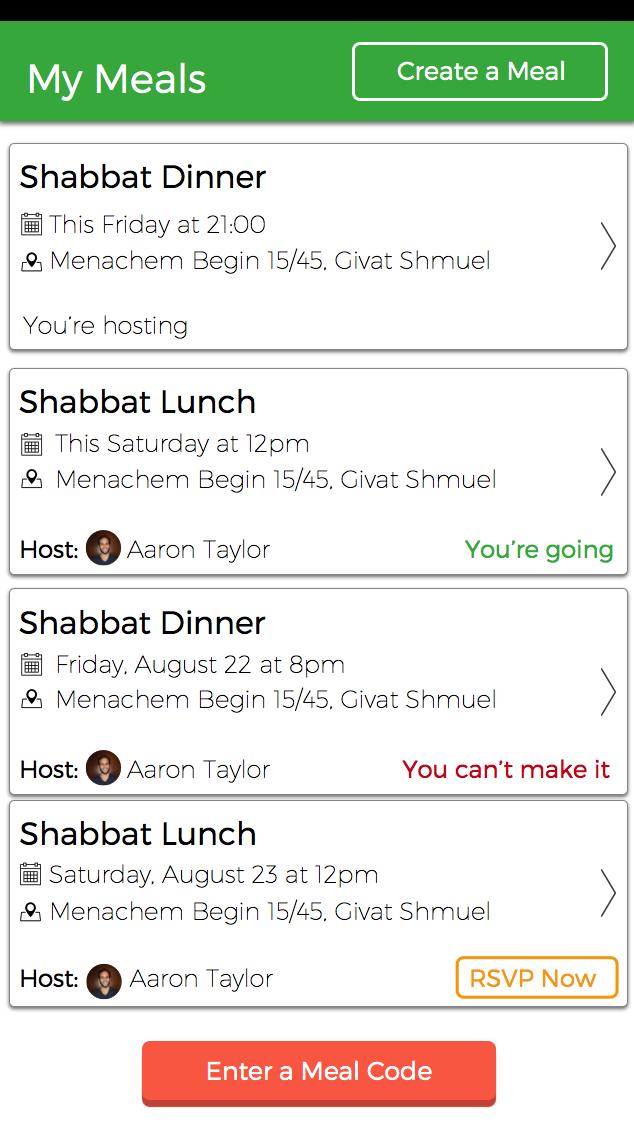 My Meals
Create a Meal
Shabbat Dinner
This Friday at 21:00
Menachem Begin 15/45, Givat Shmuel
You're hosting
Shabbat Lunch
This Saturday at 12pm
Menachem Begin 15/45, Givat Shmuel
Host: Aaron Taylor
You're going
Shabbat Dinner
Friday, August 22 at 8pm
Menachem Begin 15/45, Givat Shmuel
Host: Aaron Taylor
You can't make it
Shabbat Lunch
Saturday, August 23 at 12pm
Menachem Begin 15/45, Givat Shmuel
Host: Aaron Taylor
RSVP Now
Enter a Meal Code